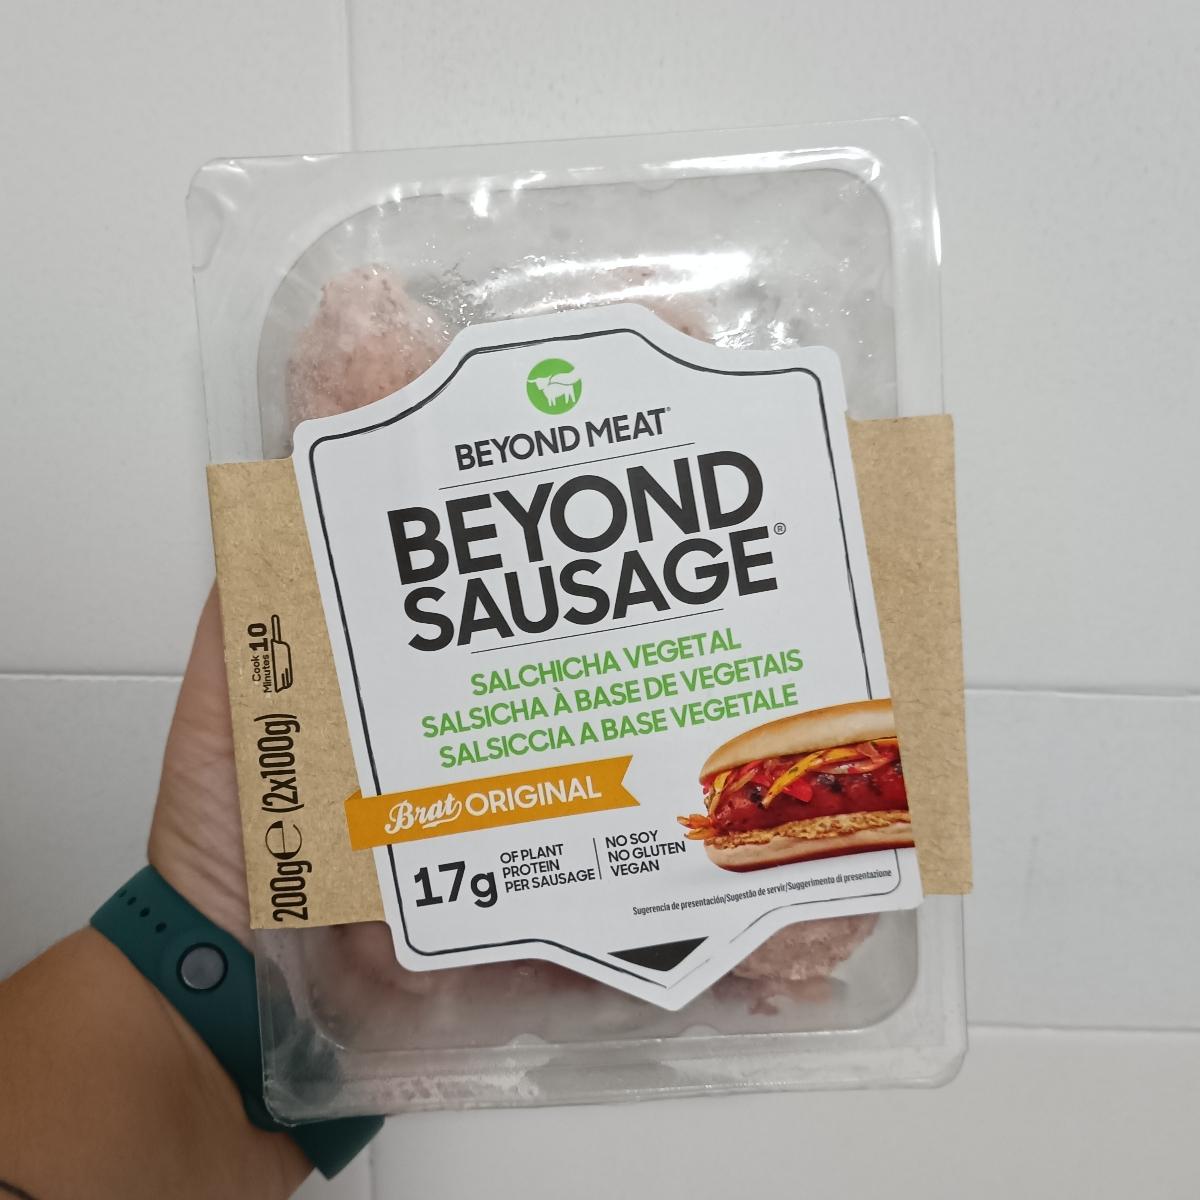 BEYOND MEAT®
BEYOND
SAUSAGE®
SALCHICHA VEGETAL
SALSICHA À BASE DE VEGETAIS
SALSICCIA A BASE VEGETALE
Brat ORIGINAL
17g
OF PLANT
PROTEIN
PER SAUSAGE
NO SOY
NO GLUTEN
VEGAN
Sugerencia de presentación/Sugestão de servir/Suggerimento di presentazione
200g℮ (2x100g)
Cook
Minutes
10